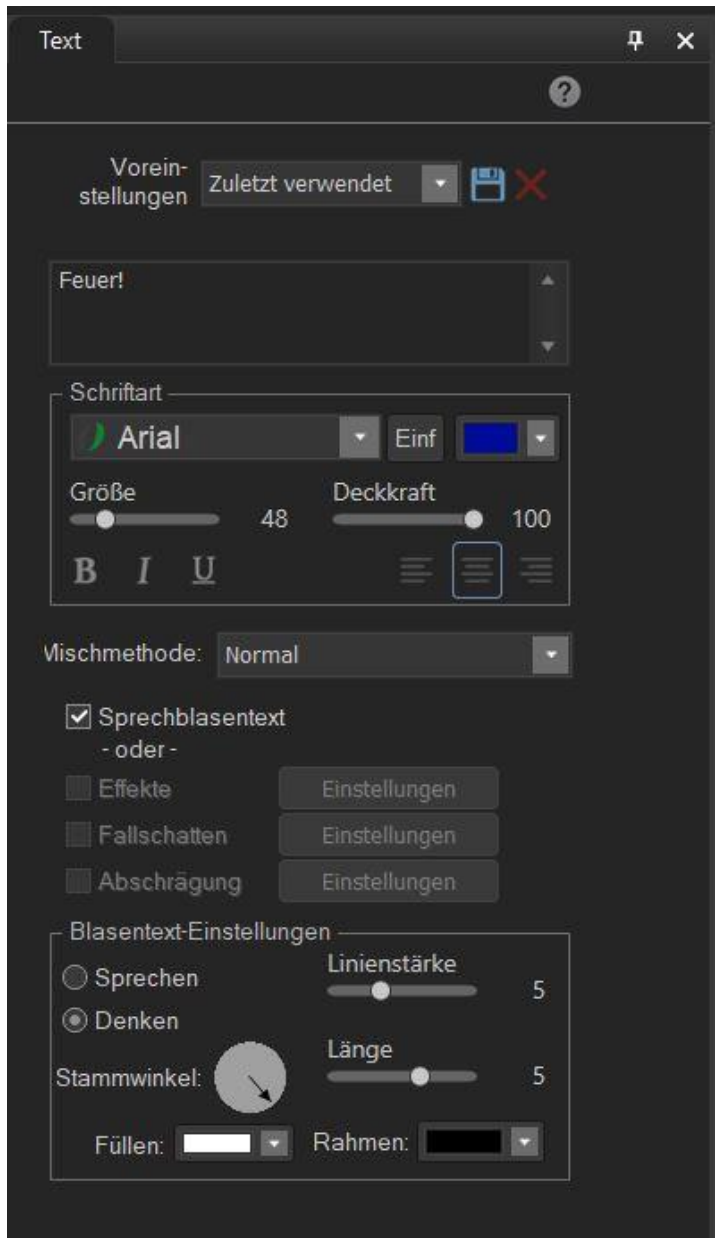 Text
Vorein-
stellungen
Zuletzt verwendet
Feuer!
Schriftart
Arial
Einf
Größe
48
Deckkraft
100
B I U
Mischmethode: Normal
Sprechblasentext
- oder -
Effekte Einstellungen
Fallschatten Einstellungen
Abschrägung Einstellungen
Blasentext-Einstellungen
Sprechen
Denken
Linienstärke
5
Länge
5
Stammwinkel:
Füllen:
Rahmen: